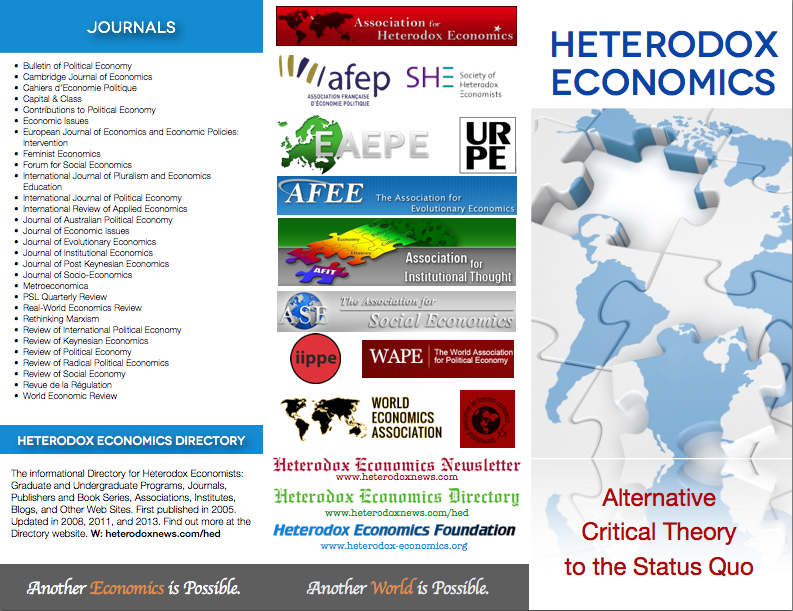 JOURNALS
Bulletin of Political Economy
Cambridge Journal of Economics
Cahiers d'Economie Politique
Capital & Class
Contributions to Political Economy
Economic Issues
European Journal of Economics and Economic Policies:
Intervention
Feminist Economics
Forum for Social Economics
International Journal of Pluralism and Economics
Education
International Journal of Political Economy
International Review of Applied Economics
Journal of Australian Political Economy
Journal of Economic Issues
Journal of Evolutionary Economics
Journal of Institutional Economics
Journal of Post Keynesian Economics
Journal of Socio-Economics
Metroeconomica
PSL Quarterly Review
Real-World Economics Review
Rethinking Marxism
Review of International Political Economy
Review of Keynesian Economics
Review of Political Economy
Review of Radical Political Economics
Review of Social Economy
Revue de la Régulation
World Economic Review
HETERODOX ECONOMICS DIRECTORY
The informational Directory for Heterodox Economists:
Graduate and Undergraduate Programs, Journals,
Publishers and Book Series, Associations, Institutes,
Blogs, and Other Web Sites. First published in 2005.
Updated in 2008, 2011, and 2013. Find out more at the
Directory website. W: heterodoxnews.com/hed
Another Economics is Possible.
Association for
Heterodox Economics
afep
ASSOCIATION FRANÇAISE
D'ÉCONOMIE POLITIQUE
SHE
Society of
Heterodox
Economists
EAEPE
UR
PE
AFEE The Association for
Evolutionary Economics
Economy
History
AFIT
Association for
Institutional Thought
ASE
The Association for
Social Economics
iippe
WAPE The World Association
for Political Economy
WORLD
ECONOMICS
ASSOCIATION
Heterodox Economics Newsletter
www.heterodoxnews.com
Heterodox Economics Directory
www.heterodoxnews.com/hed
Heterodox Economics Foundation
www.heterodox-economics.org
Another World is Possible.
HETERODOX
ECONOMICS
Alternative
Critical Theory
to the Status Quo